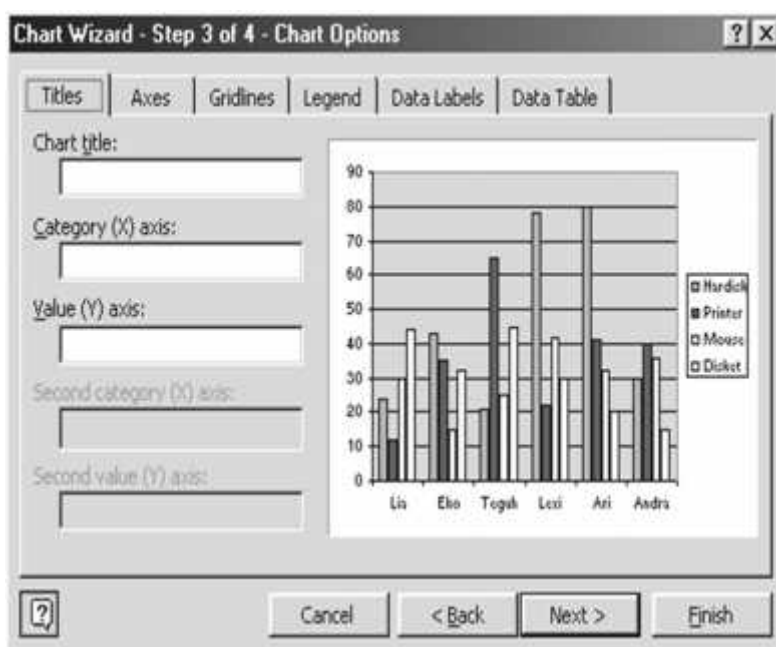 Chart Wizard - Step 3 of 4 - Chart Options
Titles Axes Gridlines Legend Data Labels Data Table
Chart title:
Category (X) axis:
Value (Y) axis:
Second category (X) axis:
Second value (Y) axis:
90
80
70
60
50
40
30
20
10
0
Lia Eko Teguh Lexi Ari Andra
Hardisk
Printer
Mouse
Disket
Cancel < Back Next > Finish